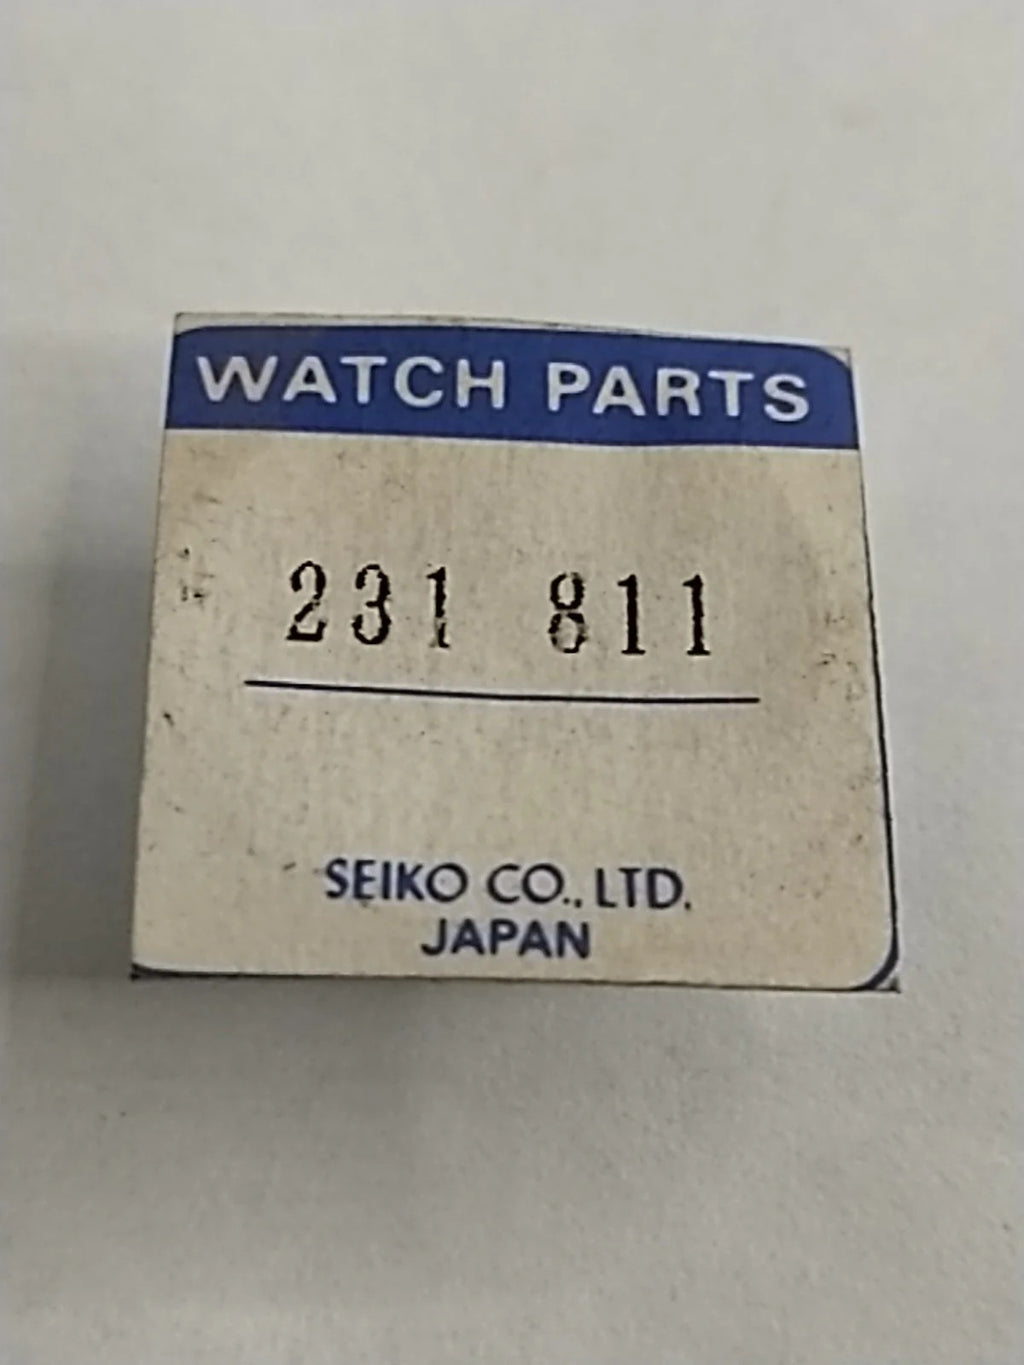 WATCH PARTS
231 811
SEIKO CO., LTD.
JAPAN